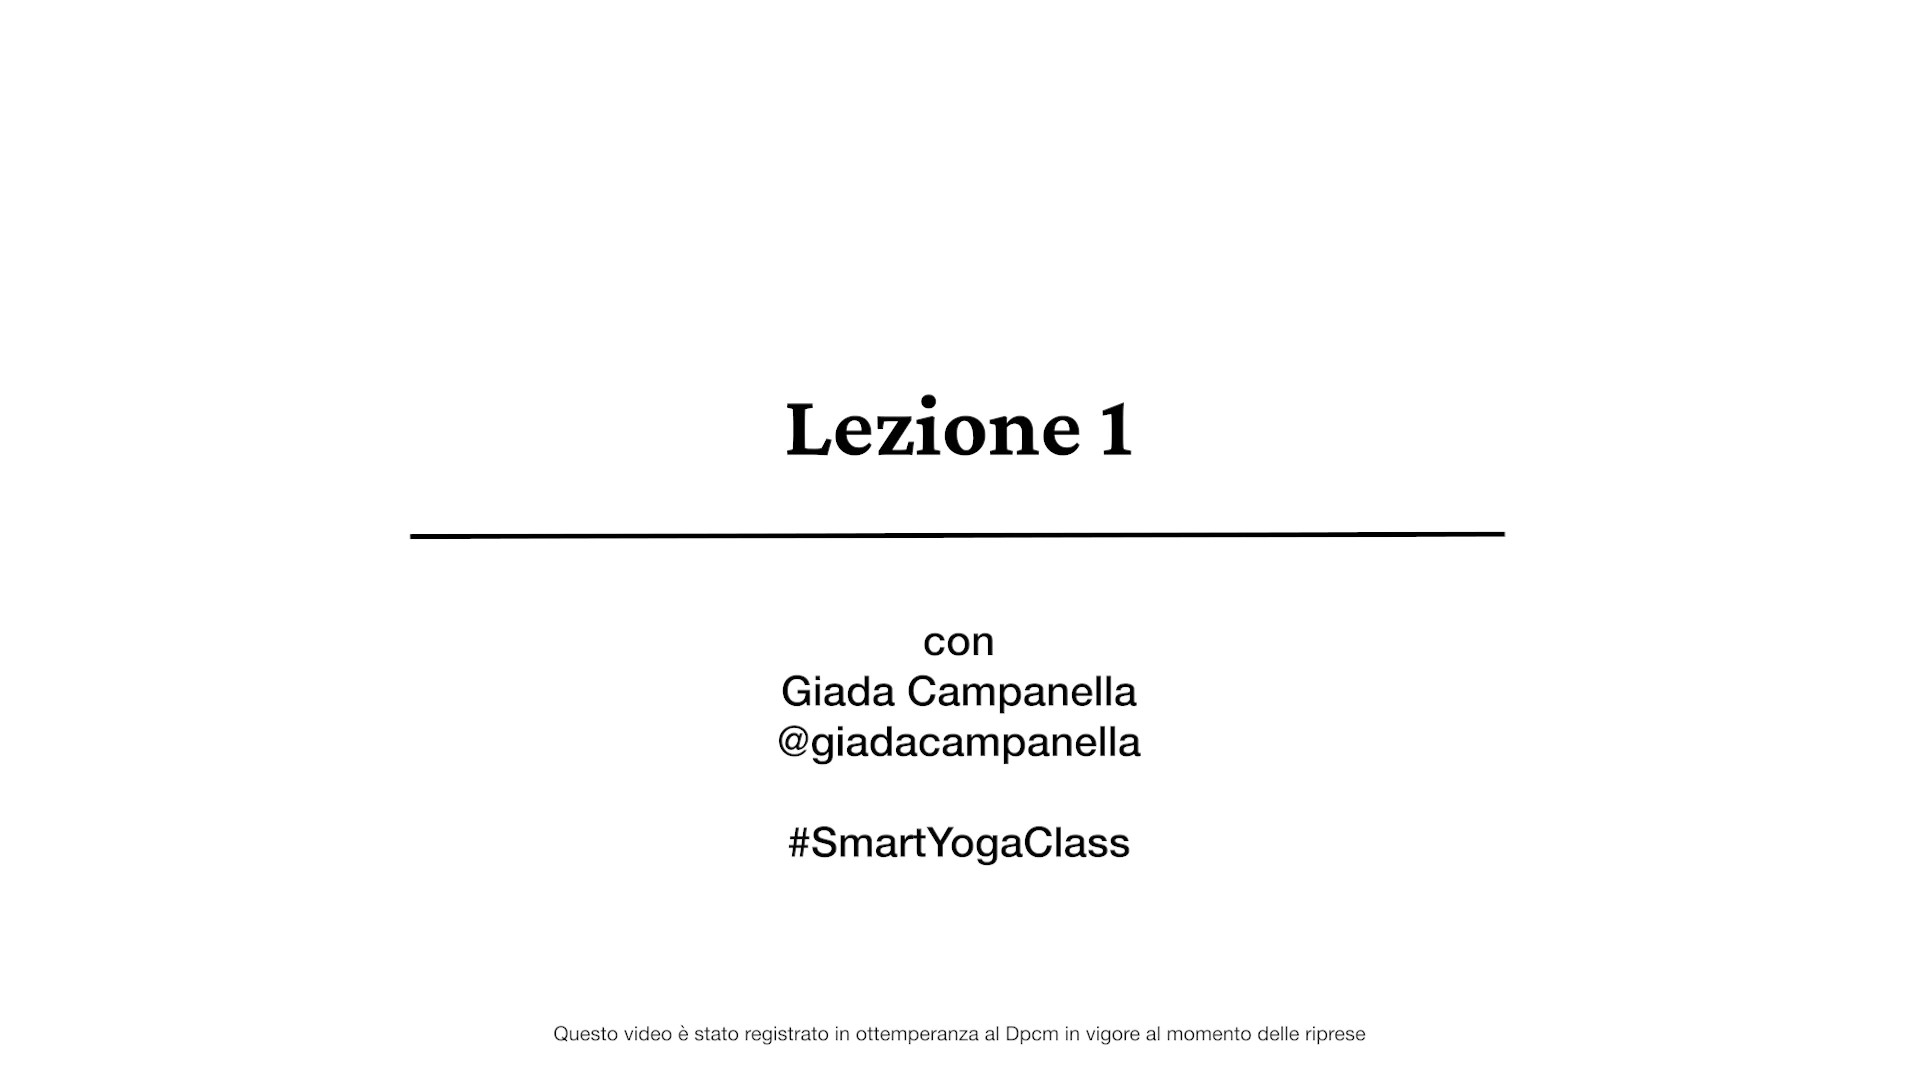 Lezione 1
con
Giada Campanella
@giadacampanella
#SmartYogaClass
Questo video è stato registrato in ottemperanza al Dpcm in vigore al momento delle riprese